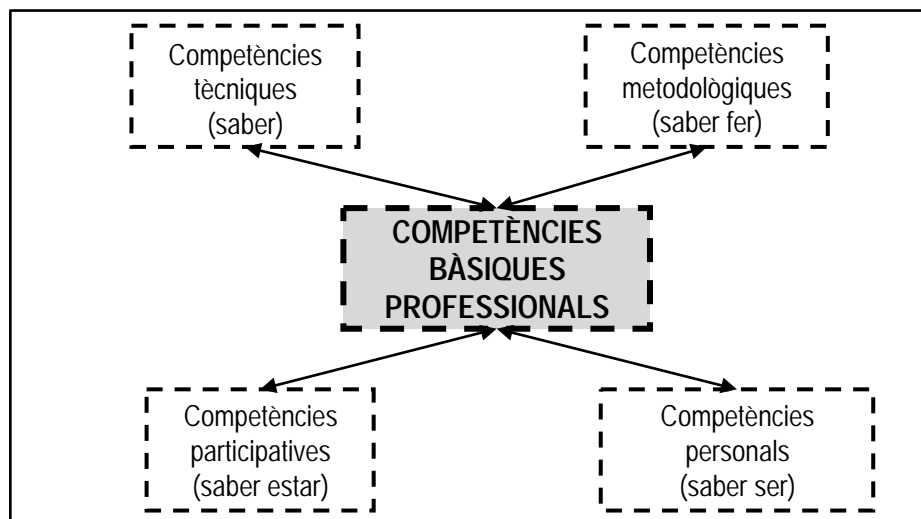 Competències
tècniques
(saber)
Competències
metodològiques
(saber fer)
COMPETÈNCIES
BÀSIQUES
PROFESSIONALS
Competències
participatives
(saber estar)
Competències
personals
(saber ser)